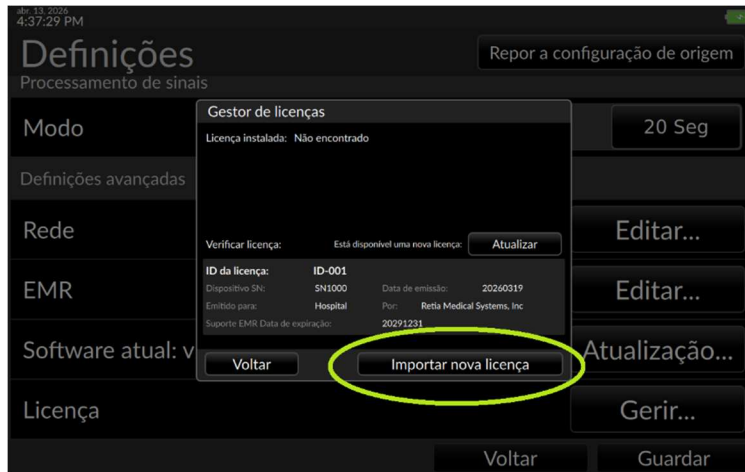 abr. 13, 2026
4:37:29 PM
Definições
Repor a configuração de origem
Processamento de sinais
Modo
20 Seg
Definições avançadas
Rede
Editar...
EMR
Editar...
Software atual: v
Atualização...
Licença
Gerir...
Voltar
Guardar
Gestor de licenças
Licença instalada: Não encontrado
Verificar licença: Está disponível uma nova licença: Atualizar
ID da licença: ID-001
Dispositivo SN: SN1000 Data de emissão: 20260319
Emitido para: Hospital Por: Retia Medical Systems, Inc
Suporte EMR Data de expiração: 20291231
Voltar
Importar nova licença